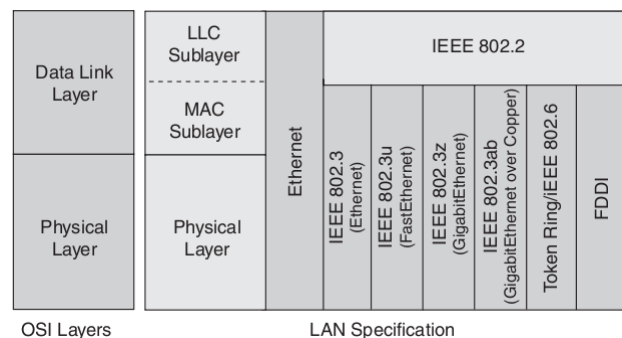 Data Link
Layer
Physical
Layer
OSI Layers
LLC
Sublayer
MAC
Sublayer
Physical
Layer
Ethernet
IEEE 802.2
IEEE 802.3
(Ethernet)
IEEE 802.3u
(FastEthernet)
IEEE 802.3z
(GigabitEthernet)
IEEE 802.3ab
(GigabitEthernet over Copper)
Token Ring/iEEE 802.6
FDDI
LAN Specification